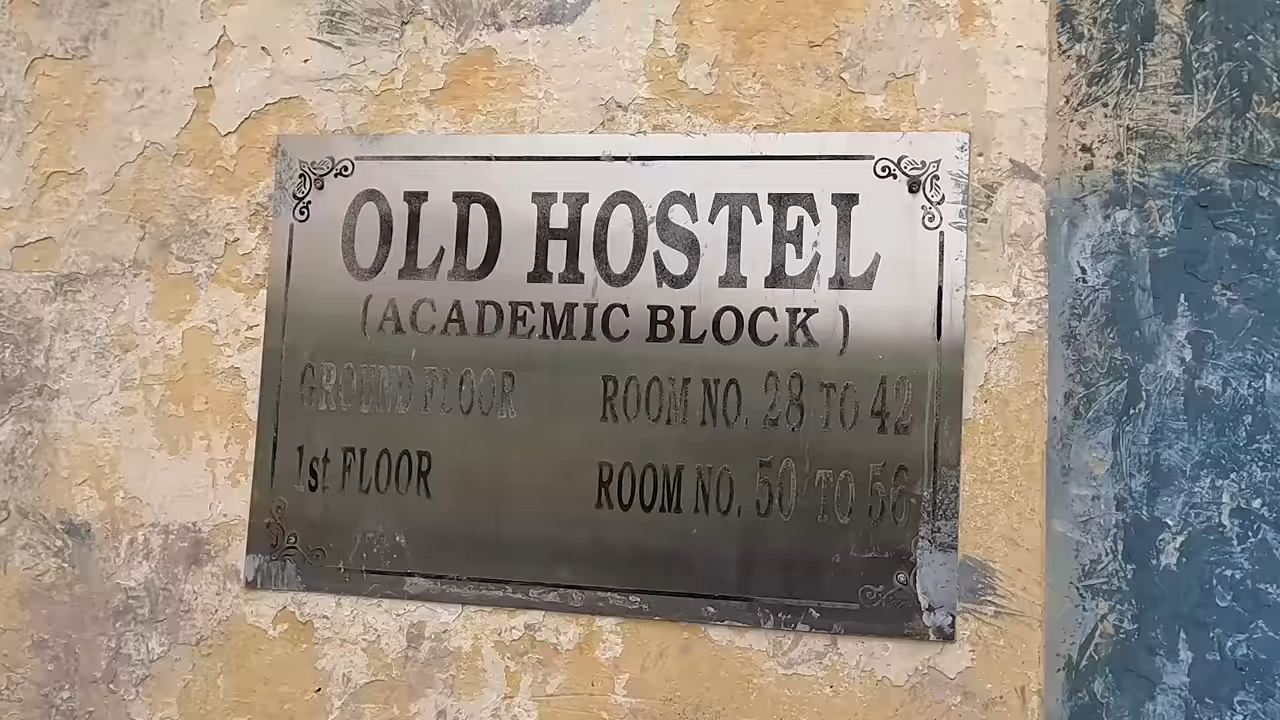 OLD HOSTEL
(ACADEMIC BLOCK )
GROUND FLOOR ROOM NO. 28 TO 42
1st FLOOR ROOM NO. 50 TO 56